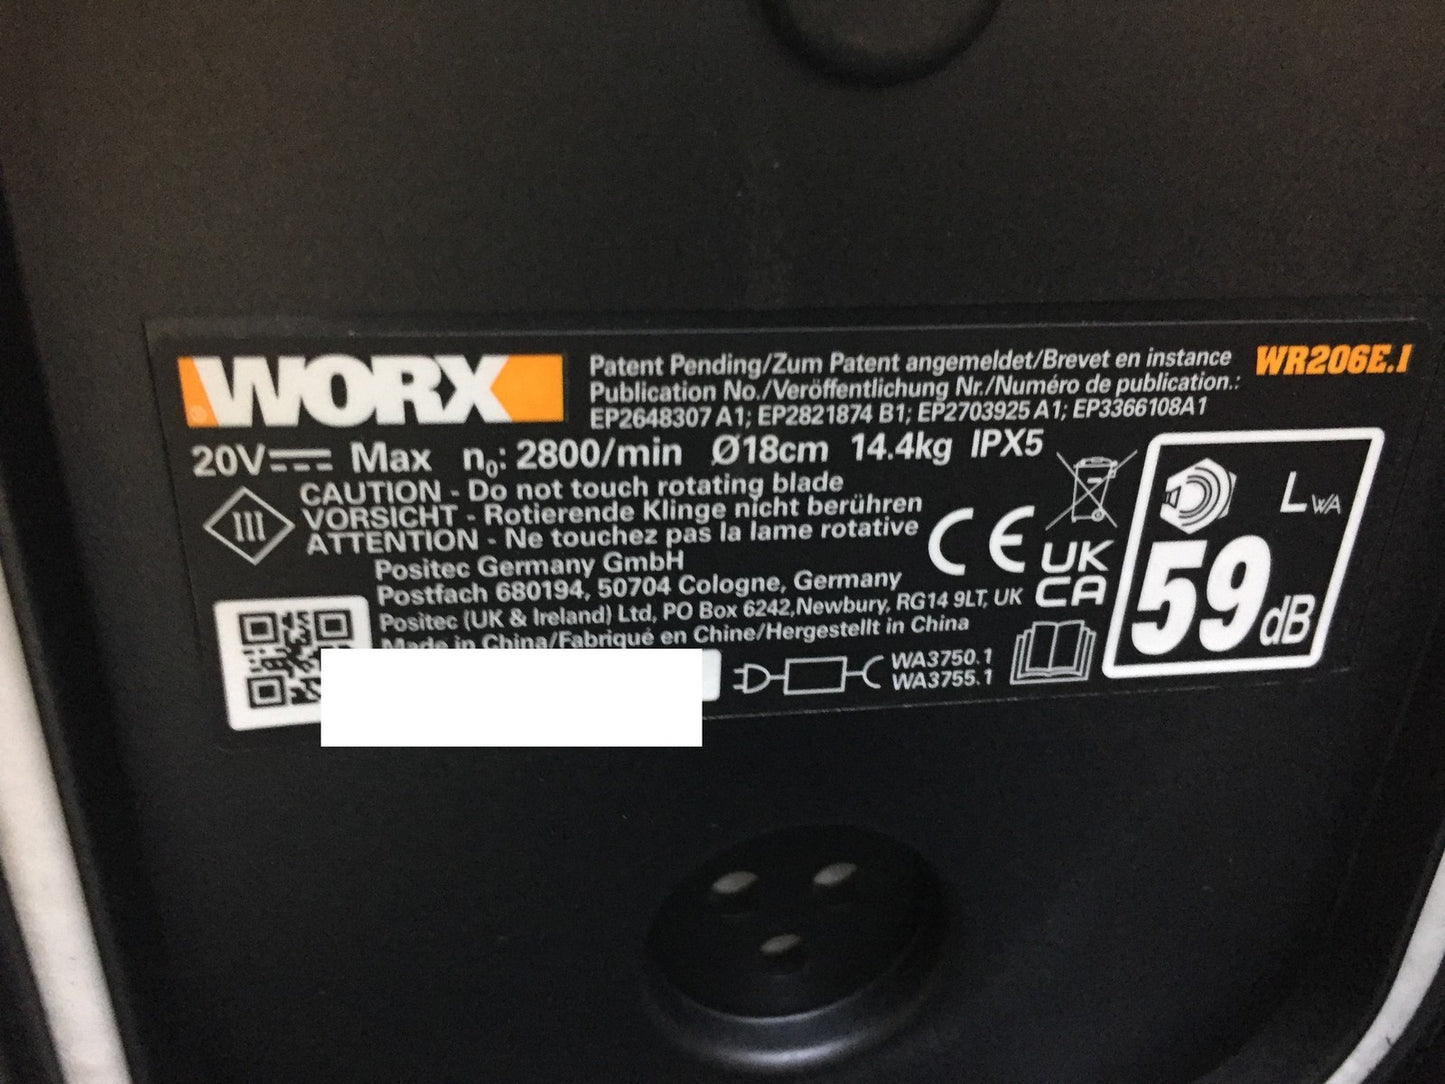 WORX
Patent Pending/Zum Patent angemeldet/Brevet en instance
WR206E.1
Publication No./Veröffentlichung Nr./Numéro de publication.:
EP2648307 A1; EP2821874 B1; EP2703925 A1; EP3366108A1
20V Max n0: 2800/min Ø18cm 14.4kg IPX5
III
CAUTION - Do not touch rotating blade
VORSICHT - Rotierende Klinge nicht berühren
ATTENTION - Ne touchez pas la lame rotative
Positec Germany GmbH
Postfach 680194, 50704 Cologne, Germany
Positec (UK & Ireland) Ltd, PO Box 6242,Newbury, RG14 9LT, UK
Made in China/Fabriqué en Chine/Hergestellt in China
WA3750.1
WA3755.1
CE
UK
CA
LWA
59dB